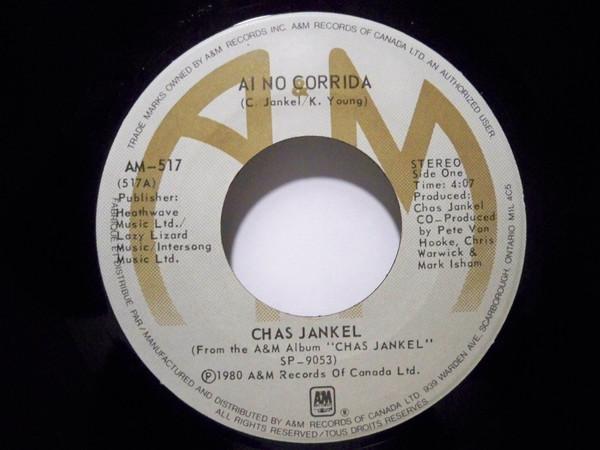 TRADE MARKS OWNED BY A&M RECORDS INC. A&M RECORDS OF CANADA LTD. AN AUTHORIZED USER
A&M
AI NO CORRIDA
(C. Jankel/K. Young)
AM-517
(517A)
Publisher:
Heathwave
Music Ltd./
Lazy Lizard
Music/Intersong
Music Ltd.
STEREO
Side One
Time: 4:07
Produced:
Chas Jankel
CO-Produced
by Pete Van
Hooke, Chris
Warwick &
Mark Isham
CHAS JANKEL
(From the A&M Album "CHAS JANKEL"
SP-9053)
Ⓟ1980 A&M Records Of Canada Ltd.
A&M ®
FABRIQUE ET DISTRIBUE PAR/MANUFACTURED AND DISTRIBUTED BY A&M RECORDS OF CANADA LTD. 939 WARDEN AVE, SCARBOROUGH, ONTARIO M1L 4C5
ALL RIGHTS RESERVED/TOUS DROITS RESERVÉS